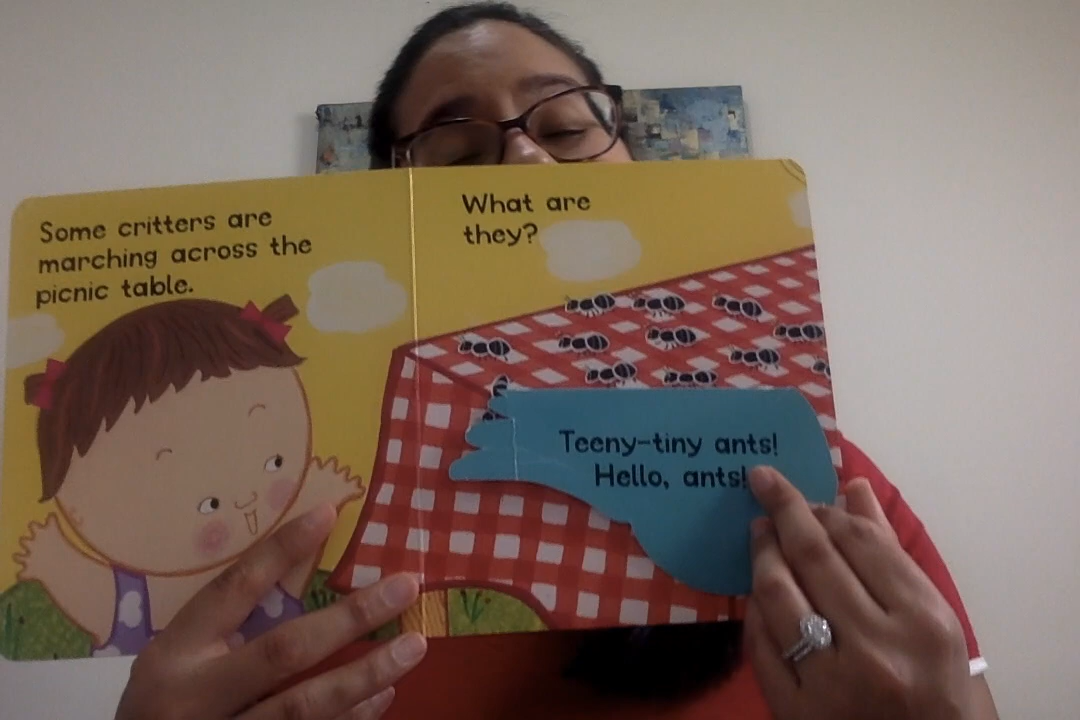 Some critters are
marching across the
picnic table.
What are
they?
Teeny-tiny ants!
Hello, ants!